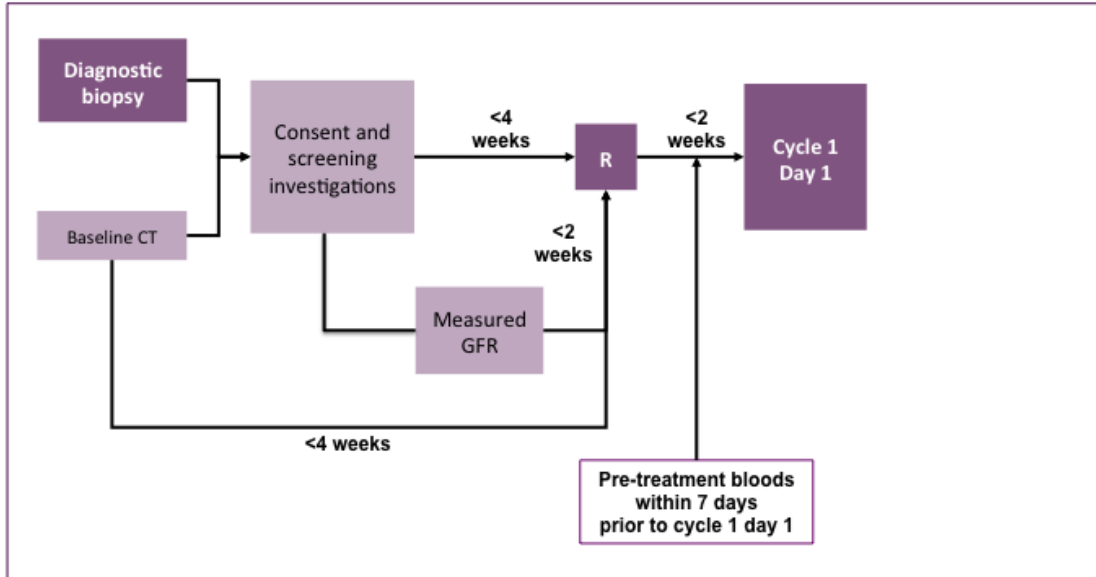 Diagnostic
biopsy
Baseline CT
Consent and
screening
investigations
<4
weeks
R
<2
weeks
Cycle 1
Day 1
<2
weeks
Measured
GFR
<4 weeks
Pre-treatment bloods
within 7 days
prior to cycle 1 day 1